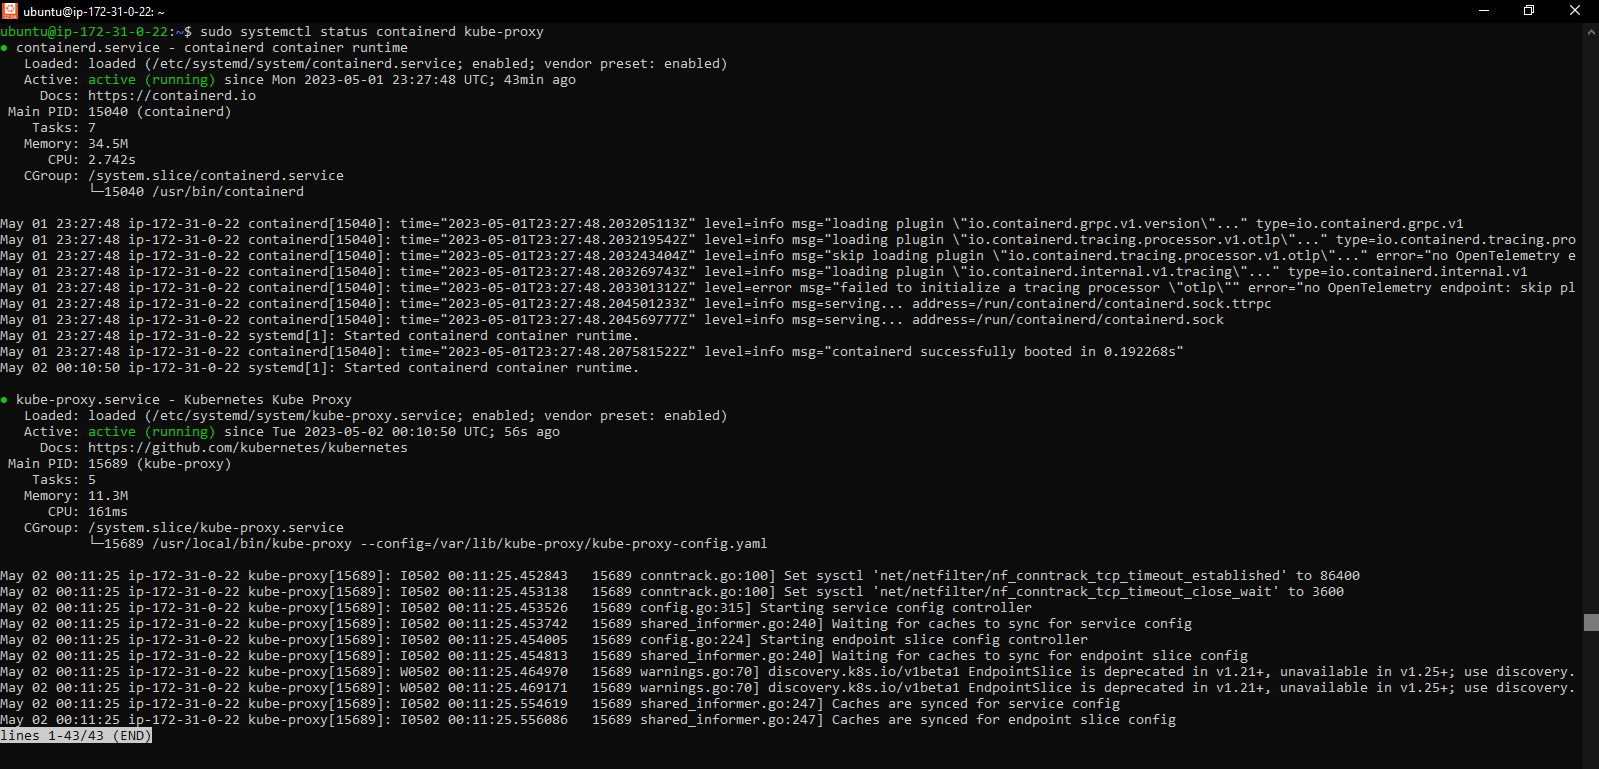 ubuntu@ip-172-31-0-22: ~
ubuntu@ip-172-31-0-22:~$ sudo systemctl status containerd kube-proxy
● containerd.service - containerd container runtime
Loaded: loaded (/etc/systemd/system/containerd.service; enabled; vendor preset: enabled)
Active: active (running) since Mon 2023-05-01 23:27:48 UTC; 43min ago
Docs: https://containerd.io
Main PID: 15040 (containerd)
Tasks: 7
Memory: 34.5M
CPU: 2.742s
CGroup: /system.slice/containerd.service
└─15040 /usr/bin/containerd
May 01 23:27:48 ip-172-31-0-22 containerd[15040]: time="2023-05-01T23:27:48.203205113Z" level=info msg="loading plugin \"io.containerd.grpc.v1.version\"..." type=io.containerd.grpc.v1
May 01 23:27:48 ip-172-31-0-22 containerd[15040]: time="2023-05-01T23:27:48.203219542Z" level=info msg="loading plugin \"io.containerd.tracing.processor.v1.otlp\"..." type=io.containerd.tracing.pro
May 01 23:27:48 ip-172-31-0-22 containerd[15040]: time="2023-05-01T23:27:48.203243404Z" level=info msg="skip loading plugin \"io.containerd.tracing.processor.v1.otlp\"..." error="no OpenTelemetry e
May 01 23:27:48 ip-172-31-0-22 containerd[15040]: time="2023-05-01T23:27:48.203269743Z" level=info msg="loading plugin \"io.containerd.internal.v1.tracing\"..." type=io.containerd.internal.v1
May 01 23:27:48 ip-172-31-0-22 containerd[15040]: time="2023-05-01T23:27:48.203301312Z" level=error msg="failed to initialize a tracing processor \"otlp\"" error="no OpenTelemetry endpoint: skip pl
May 01 23:27:48 ip-172-31-0-22 containerd[15040]: time="2023-05-01T23:27:48.204501233Z" level=info msg=serving... address=/run/containerd/containerd.sock.ttrpc
May 01 23:27:48 ip-172-31-0-22 containerd[15040]: time="2023-05-01T23:27:48.204569777Z" level=info msg=serving... address=/run/containerd/containerd.sock
May 01 23:27:48 ip-172-31-0-22 systemd[1]: Started containerd container runtime.
May 01 23:27:48 ip-172-31-0-22 containerd[15040]: time="2023-05-01T23:27:48.207581522Z" level=info msg="containerd successfully booted in 0.192268s"
May 02 00:10:50 ip-172-31-0-22 systemd[1]: Started containerd container runtime.
● kube-proxy.service - Kubernetes Kube Proxy
Loaded: loaded (/etc/systemd/system/kube-proxy.service; enabled; vendor preset: enabled)
Active: active (running) since Tue 2023-05-02 00:10:50 UTC; 56s ago
Docs: https://github.com/kubernetes/kubernetes
Main PID: 15689 (kube-proxy)
Tasks: 5
Memory: 11.3M
CPU: 161ms
CGroup: /system.slice/kube-proxy.service
└─15689 /usr/local/bin/kube-proxy --config=/var/lib/kube-proxy/kube-proxy-config.yaml
May 02 00:11:25 ip-172-31-0-22 kube-proxy[15689]: I0502 00:11:25.452843   15689 conntrack.go:100] Set sysctl 'net/netfilter/nf_conntrack_tcp_timeout_established' to 86400
May 02 00:11:25 ip-172-31-0-22 kube-proxy[15689]: I0502 00:11:25.453138   15689 conntrack.go:100] Set sysctl 'net/netfilter/nf_conntrack_tcp_timeout_close_wait' to 3600
May 02 00:11:25 ip-172-31-0-22 kube-proxy[15689]: I0502 00:11:25.453526   15689 config.go:315] Starting service config controller
May 02 00:11:25 ip-172-31-0-22 kube-proxy[15689]: I0502 00:11:25.453742   15689 shared_informer.go:240] Waiting for caches to sync for service config
May 02 00:11:25 ip-172-31-0-22 kube-proxy[15689]: I0502 00:11:25.454005   15689 config.go:224] Starting endpoint slice config controller
May 02 00:11:25 ip-172-31-0-22 kube-proxy[15689]: I0502 00:11:25.454813   15689 shared_informer.go:240] Waiting for caches to sync for endpoint slice config
May 02 00:11:25 ip-172-31-0-22 kube-proxy[15689]: W0502 00:11:25.464970   15689 warnings.go:70] discovery.k8s.io/v1beta1 EndpointSlice is deprecated in v1.21+, unavailable in v1.25+; use discovery.
May 02 00:11:25 ip-172-31-0-22 kube-proxy[15689]: W0502 00:11:25.469171   15689 warnings.go:70] discovery.k8s.io/v1beta1 EndpointSlice is deprecated in v1.21+, unavailable in v1.25+; use discovery.
May 02 00:11:25 ip-172-31-0-22 kube-proxy[15689]: I0502 00:11:25.554619   15689 shared_informer.go:247] Caches are synced for service config
May 02 00:11:25 ip-172-31-0-22 kube-proxy[15689]: I0502 00:11:25.556086   15689 shared_informer.go:247] Caches are synced for endpoint slice config
lines 1-43/43 (END)